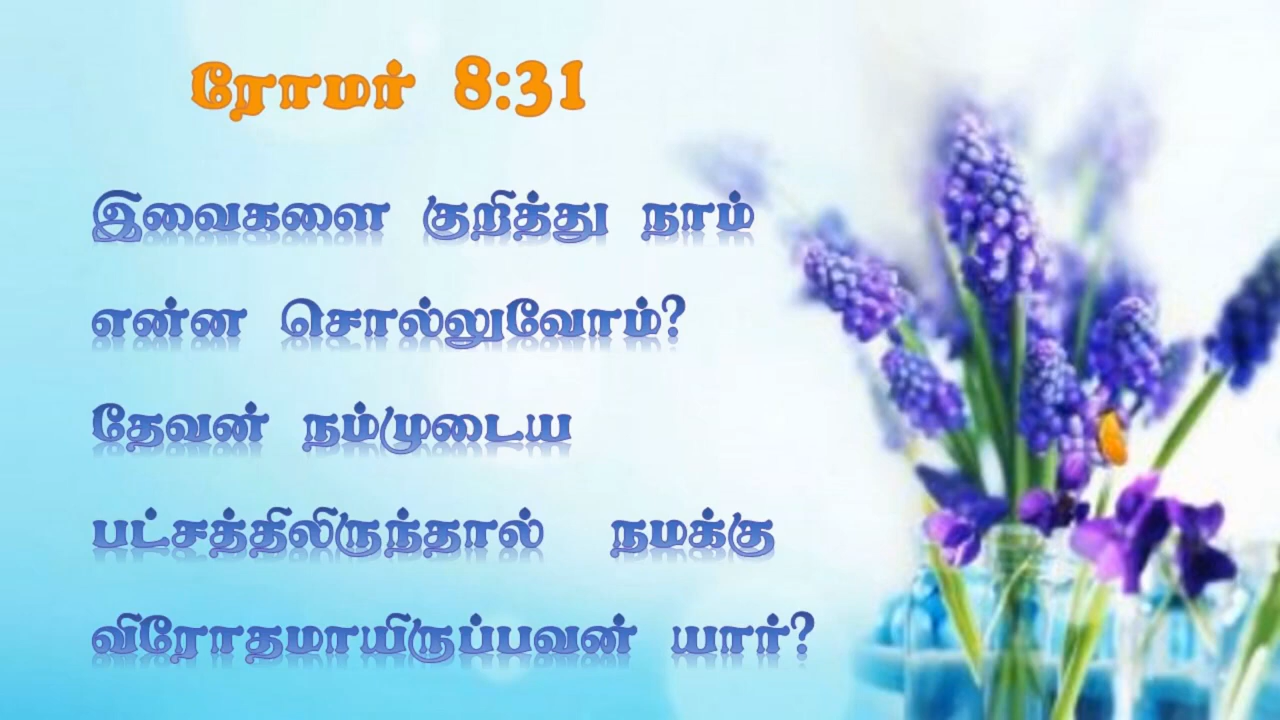 ரோமர் 8:31
இவைகளை குறித்து நாம்
என்ன சொல்லுவோம்?
தேவன் நம்முடைய
பட்சத்திலிருந்தால் நமக்கு
விரோதமாயிருப்பவன் யார்?